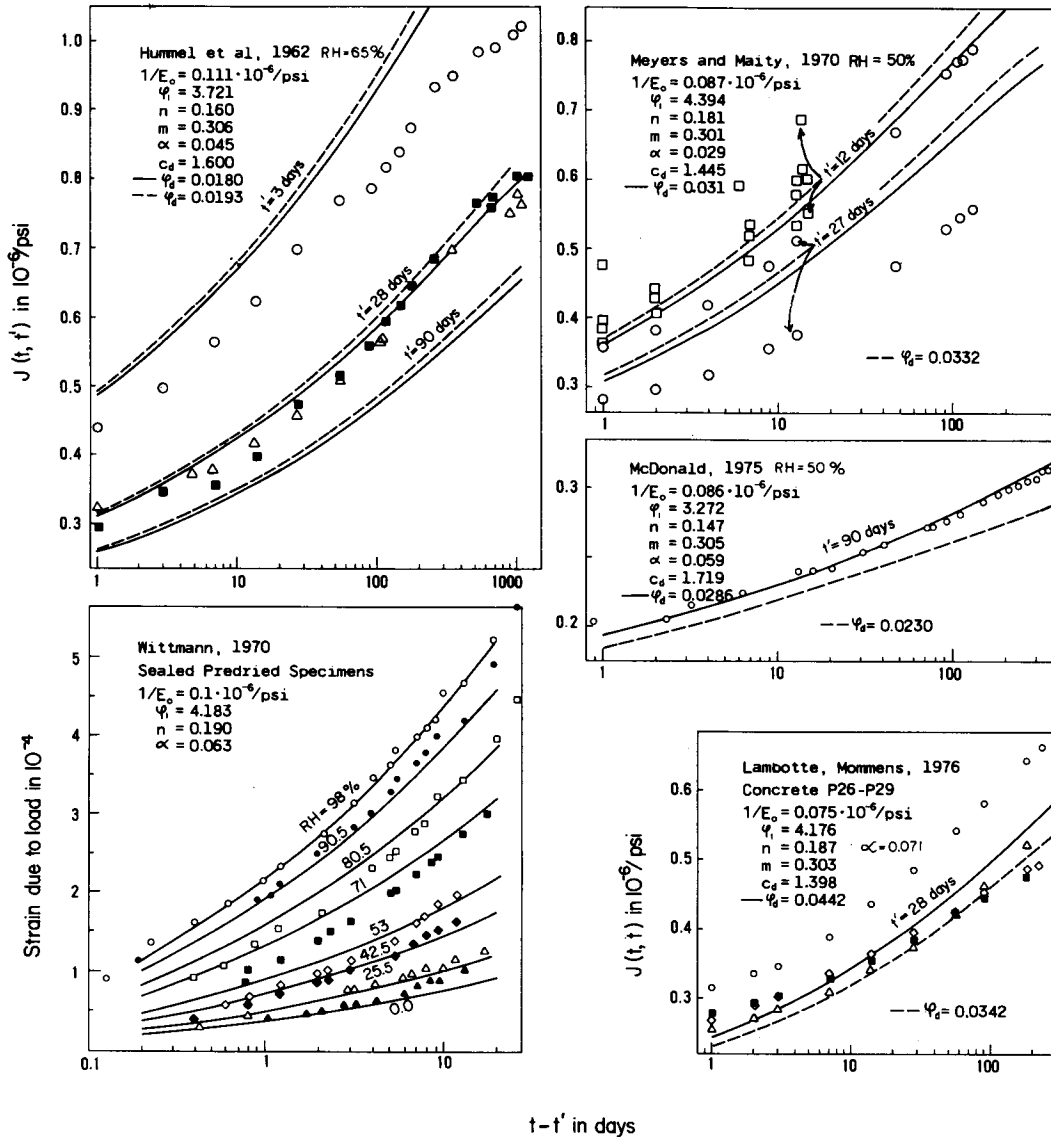 Hummel et al, 1962 RH=65%
1/E₀ = 0.111·10⁻⁶/psi
φ₁ = 3.721
n = 0.160
m = 0.306
α = 0.045
c_d = 1.600
φ_d = 0.0180
φ_d = 0.0193
t'=3 days
t'=28 days
t'=90 days
J (t, t') in 10⁻⁶/psi
1.0
0.9
0.8
0.7
0.6
0.5
0.4
0.3
1 10 100 1000
Meyers and Maity, 1970 RH = 50%
1/E₀ = 0.087·10⁻⁶/psi
φ₁ = 4.394
n = 0.181
m = 0.301
α = 0.029
c_d = 1.445
φ_d = 0.031
t'=12 days
t'=27 days
φ_d = 0.0332
0.8
0.7
0.6
0.5
0.4
0.3
1 10 100
McDonald, 1975 RH = 50 %
1/E₀ = 0.086·10⁻⁶/psi
φ₁ = 3.272
n = 0.147
m = 0.305
α = 0.059
c_d = 1.719
φ_d = 0.0286
t'= 90 days
φ_d = 0.0230
0.3
0.2
1 10 100
Wittmann, 1970
Sealed Predried Specimens
1/E₀ = 0.1·10⁻⁶/psi
φ₁ = 4.183
n = 0.190
α = 0.063
RH = 98 %
90.5
80.5
71
53
42.5
25.5
0.0
Strain due to load in 10⁻⁴
5
4
3
2
1
0.1 1 10
Lambotte, Mommens, 1976
Concrete P26-P29
1/E₀ = 0.075·10⁻⁶/psi
φ₁ = 4.176
n = 0.187 α=0.071
m = 0.303
c_d = 1.398
φ_d = 0.0442
t'=28 days
φ_d = 0.0342
J (t, t) in 10⁻⁶/psi
0.6
0.5
0.4
0.3
1 10 100
t-t' in days